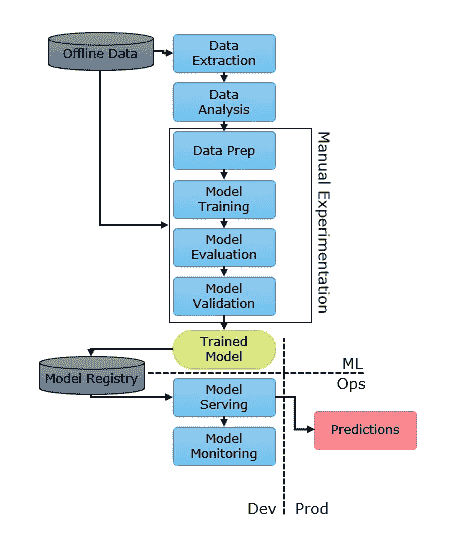 Offline Data
Data
Extraction
Data
Analysis
Data Prep
Model
Training
Model
Evaluation
Model
Validation
Manual Experimentation
Trained
Model
ML
Ops
Model Registry
Model
Serving
Predictions
Model
Monitoring
Dev
Prod